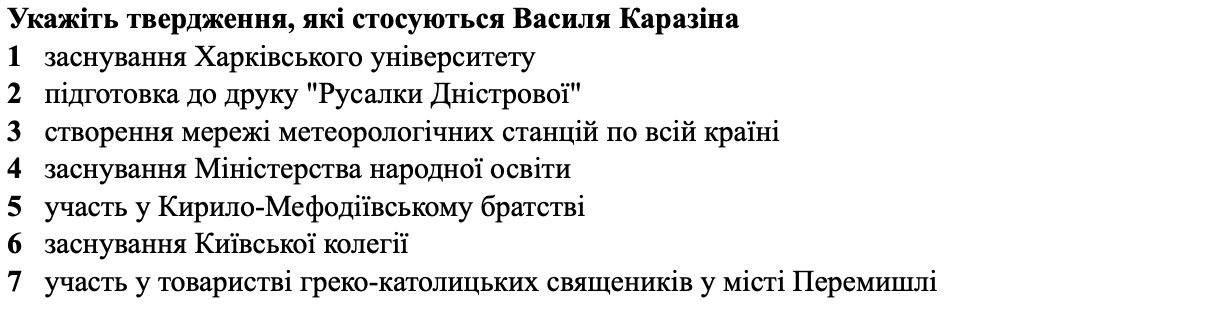 Укажіть твердження, які стосуються Василя Каразіна
1 заснування Харківського університету
2 підготовка до друку "Русалки Дністрової"
3 створення мережі метеорологічних станцій по всій країні
4 заснування Міністерства народної освіти
5 участь у Кирило-Мефодіївському братстві
6 заснування Київської колегії
7 участь у товаристві греко-католицьких священиків у місті Перемишлі